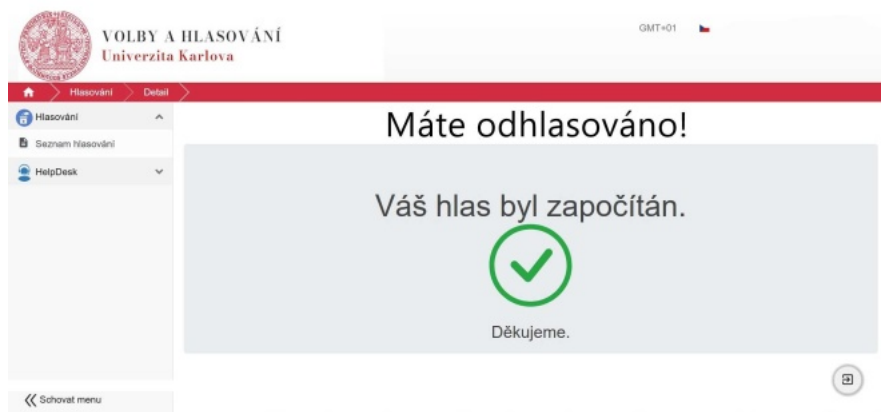 VOLBY A HLASOVÁNÍ
Univerzita Karlova
GMT+01
Hlasování
Detail
Hlasování
Seznam hlasování
HelpDesk
Máte odhlasováno!
Váš hlas byl započítán.
Děkujeme.
Schovat menu